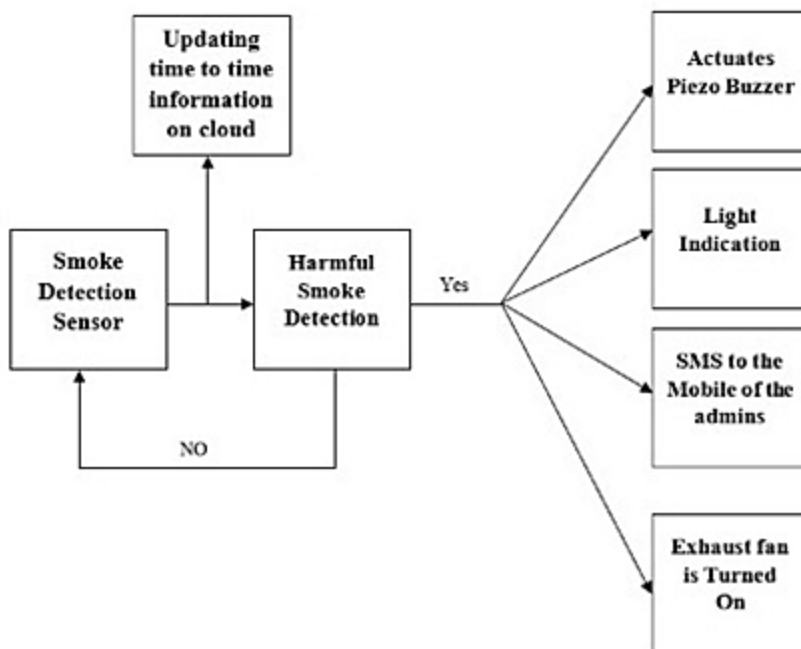 Updating
time to time
information
on cloud
Smoke
Detection
Sensor
Harmful
Smoke
Detection
Yes
NO
Actuates
Piezo Buzzer
Light
Indication
SMS to the
Mobile of the
admins
Exhaust fan
is Turned
On